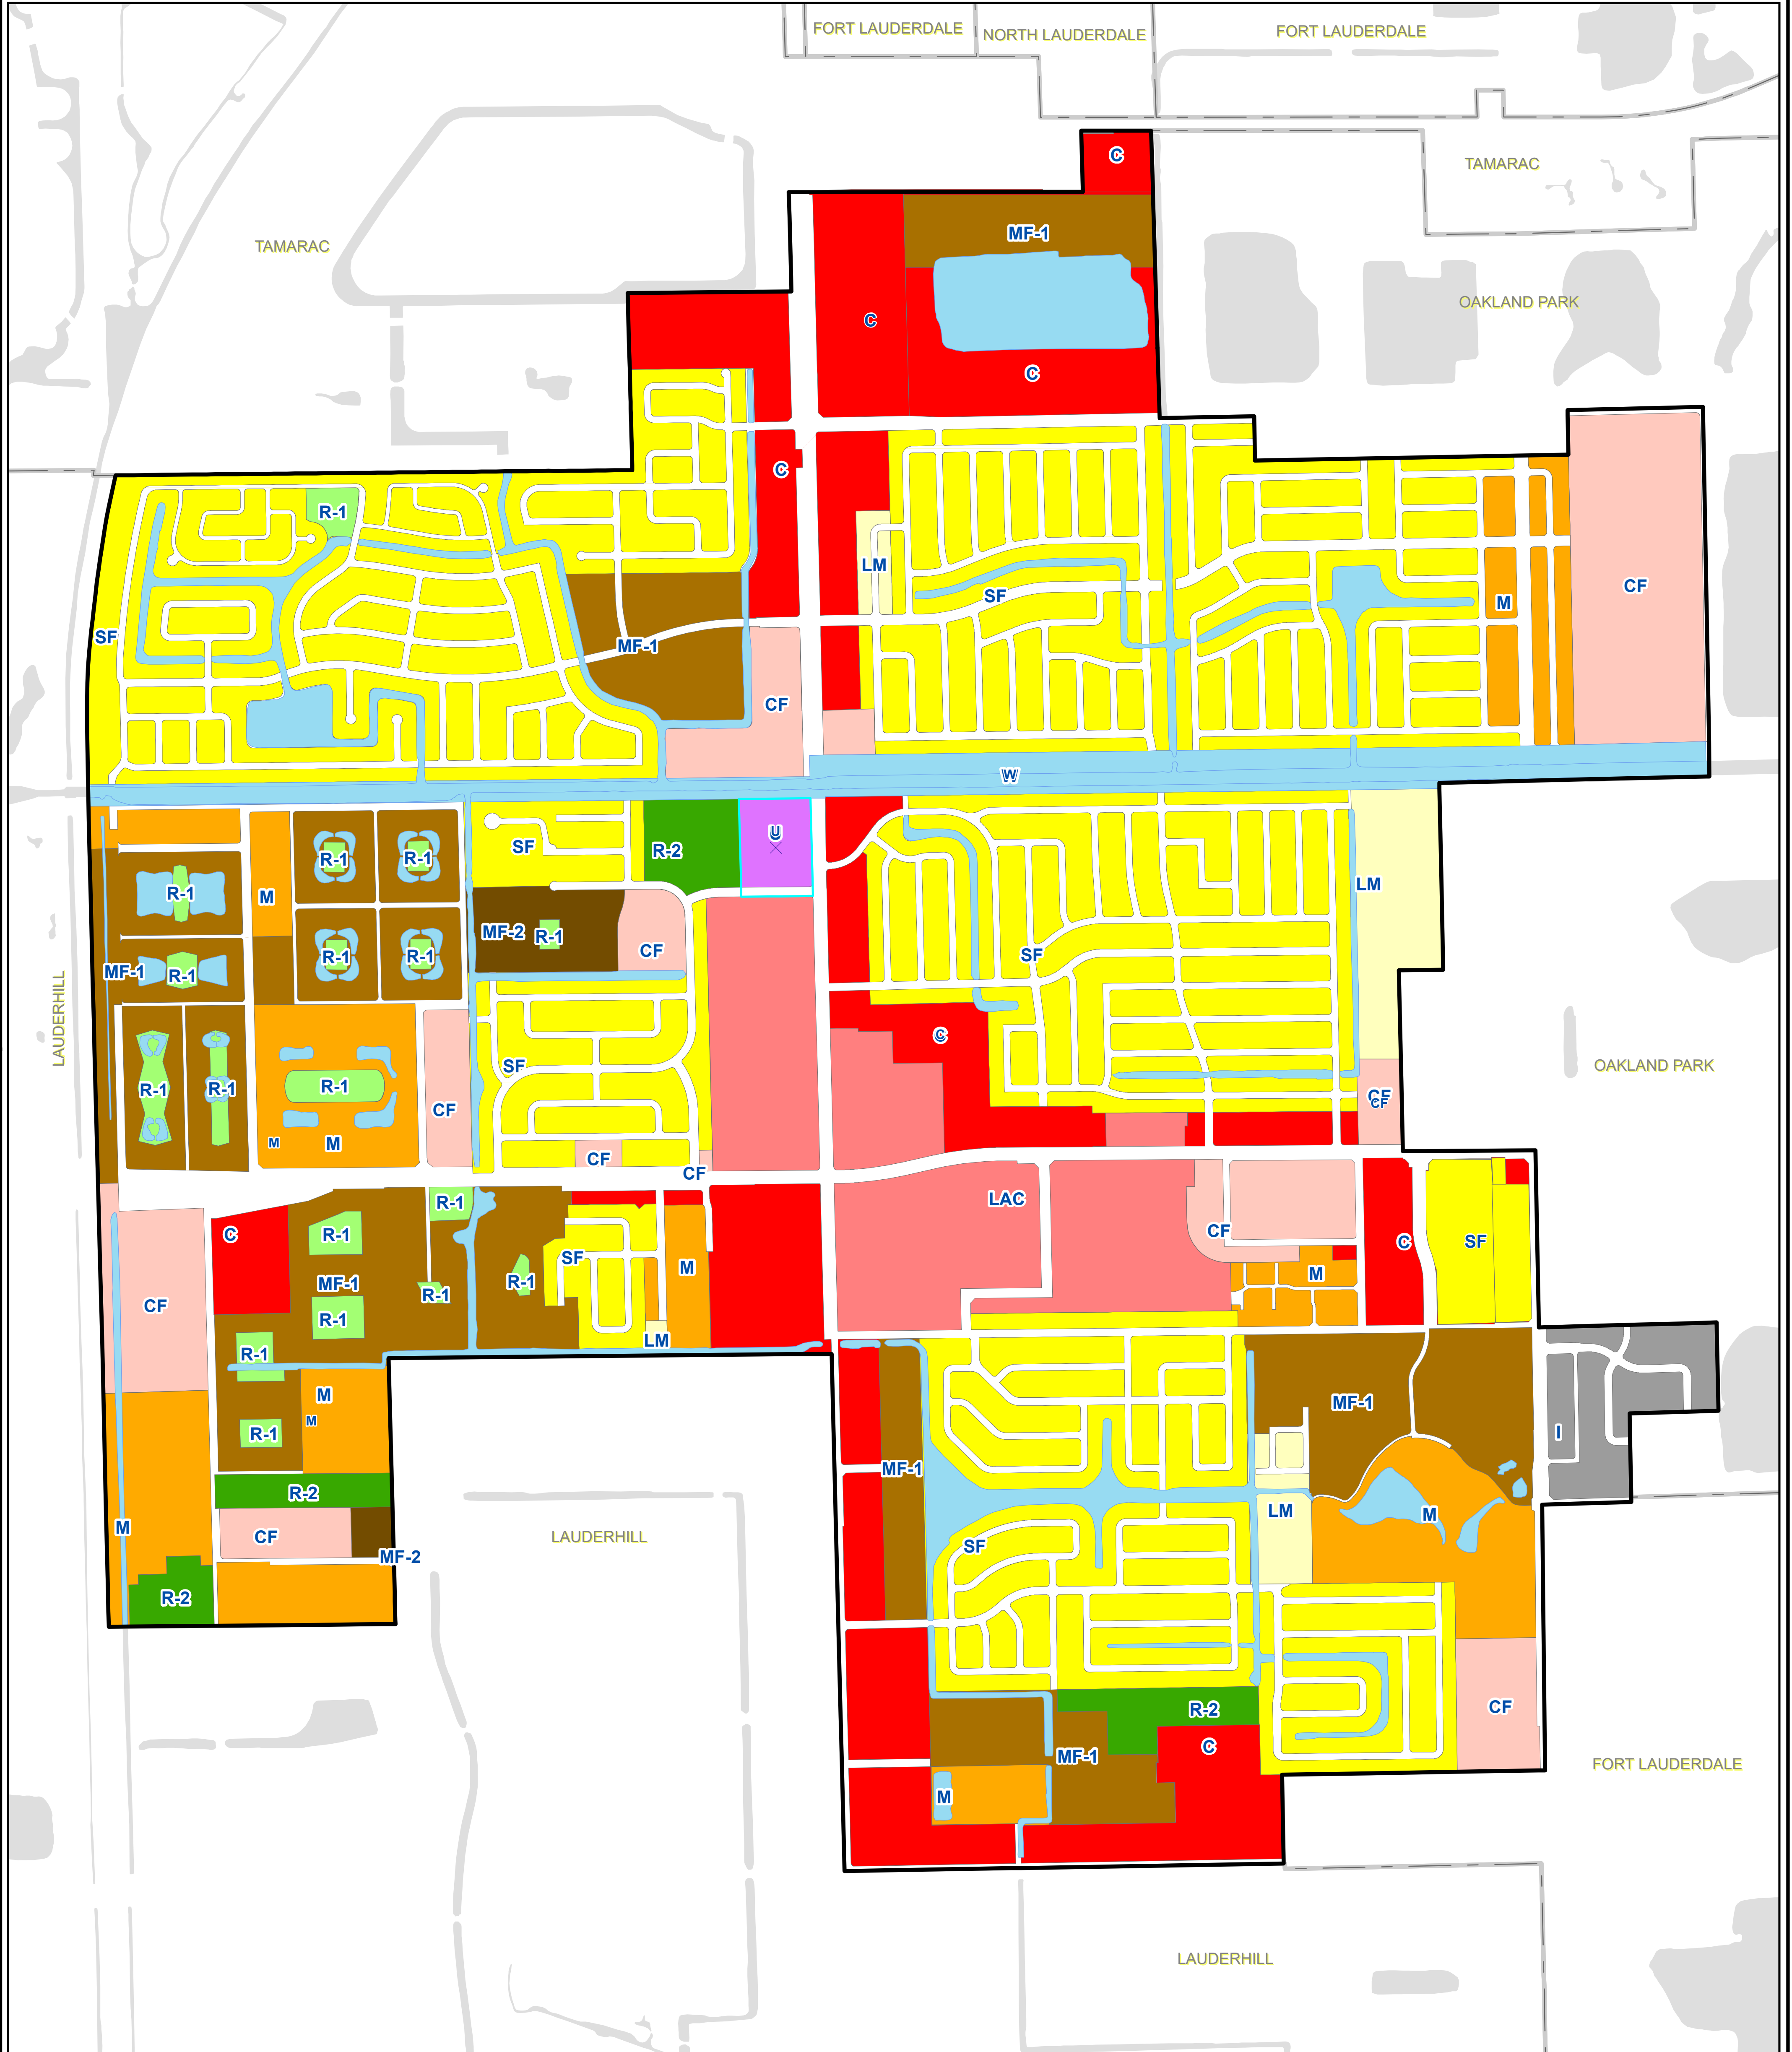 FORT LAUDERDALE
NORTH LAUDERDALE
FORT LAUDERDALE
C
TAMARAC
MF-1
TAMARAC
OAKLAND PARK
C
C
C
R-1
LM
CF
SF
M
SF
MF-1
CF
W
U
SF
R-2
R-1
R-1
LM
R-1
M
MF-2
R-1
CF
SF
R-1
R-1
MF-1
R-1
LAUDERHILL
C
SF
OAKLAND PARK
R-1
R-1
R-1
CF
CF
CF
M
M
CF
CF
R-1
LAC
C
R-1
CF
C
SF
SF
M
M
MF-1
R-1
R-1
CF
R-1
LM
R-1
M
M
MF-1
R-1
I
MF-1
R-2
LM
M
M
CF
LAUDERHILL
SF
MF-2
R-2
CF
R-2
C
MF-1
FORT LAUDERDALE
M
LAUDERHILL